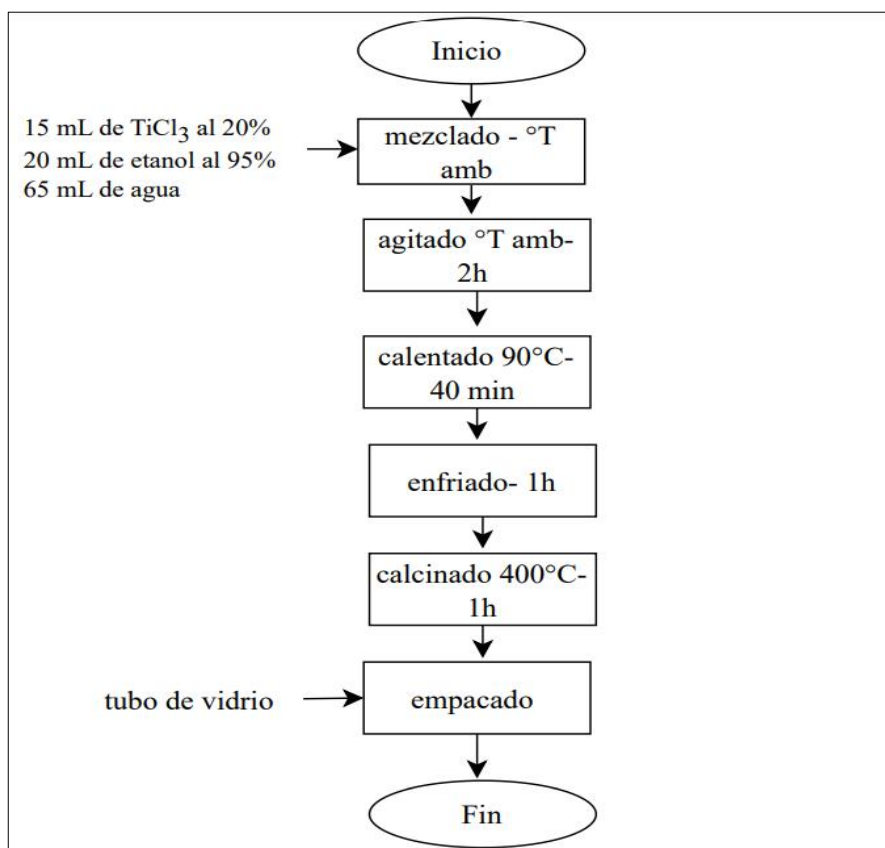 Inicio
15 mL de TiCl3 al 20%
20 mL de etanol al 95%
65 mL de agua
mezclado - °T
amb
agitado °T amb-
2h
calentado 90°C-
40 min
enfriado- 1h
calcinado 400°C-
1h
tubo de vidrio
empacado
Fin